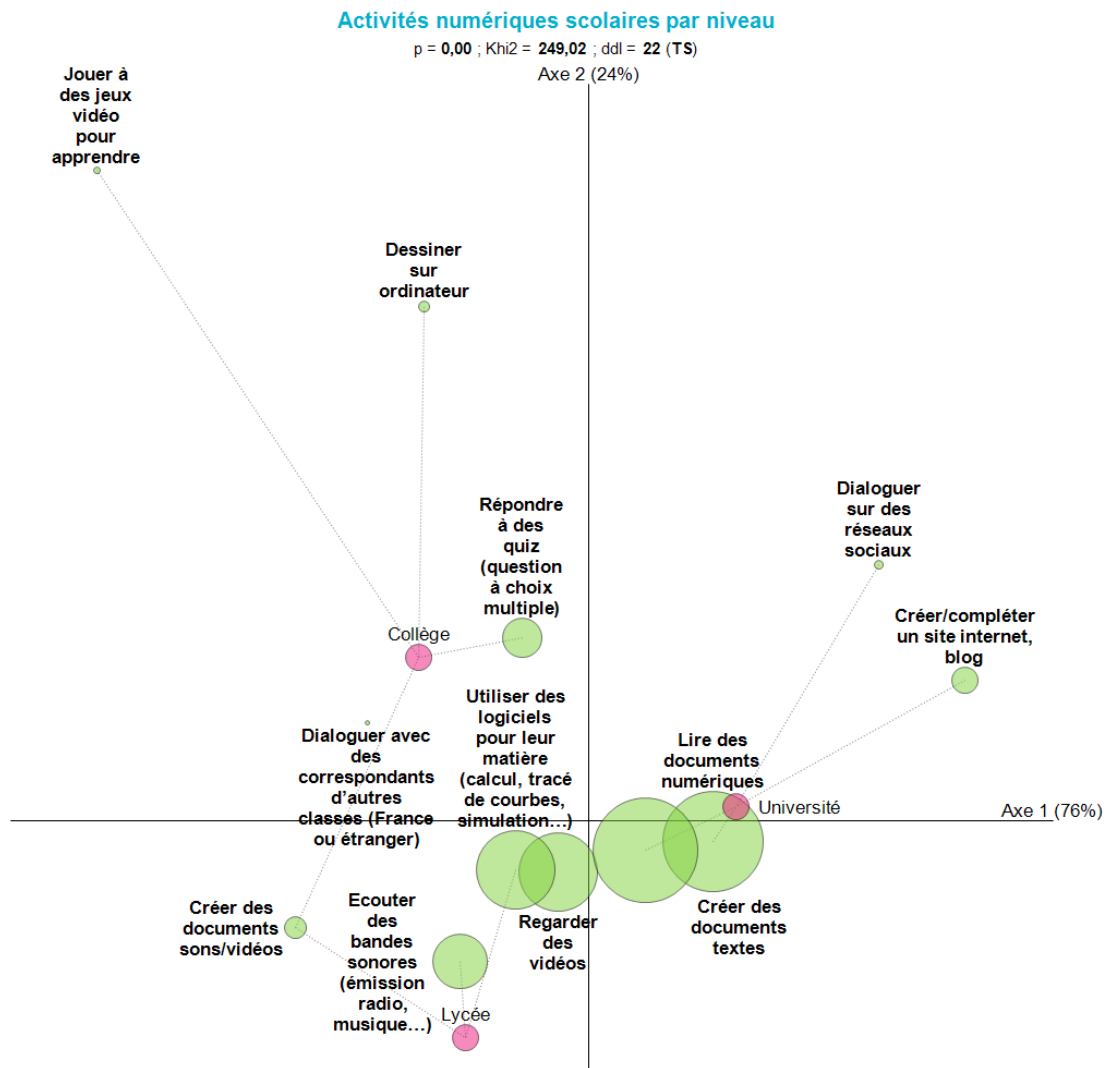 Activités numériques scolaires par niveau
p = 0,00 ; Khi2 = 249,02 ; ddl = 22 (TS)
Axe 2 (24%)
Jouer à
des jeux
vidéo
pour
apprendre
Dessiner
sur
ordinateur
Répondre
à des
quiz
(question
à choix
multiple)
Dialoguer
sur des
réseaux
sociaux
Collège
Créer/compléter
un site internet,
blog
Utiliser des
logiciels
pour leur
matière
(calcul, tracé
de courbes,
simulation…)
Dialoguer avec
des
correspondants
d’autres
classes (France
ou étranger)
Lire des
documents
numériques
Université
Axe 1 (76%)
Créer des
documents
sons/vidéos
Ecouter
des
bandes
sonores
(émission
radio,
musique…)
Regarder
des
vidéos
Créer des
documents
textes
Lycée